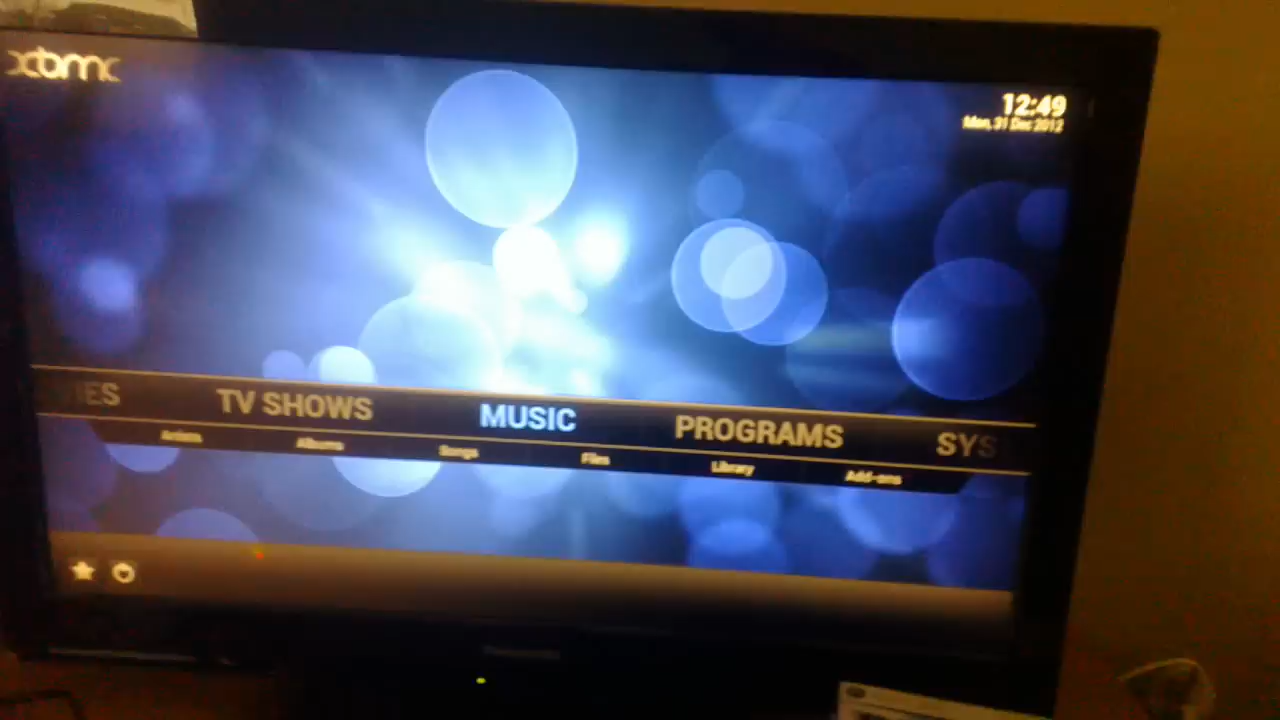 xbmc
12:49
Mon, 31 Dec 2012
IES TV SHOWS MUSIC PROGRAMS SYS
Artists Albums Songs Files Library Add-ons